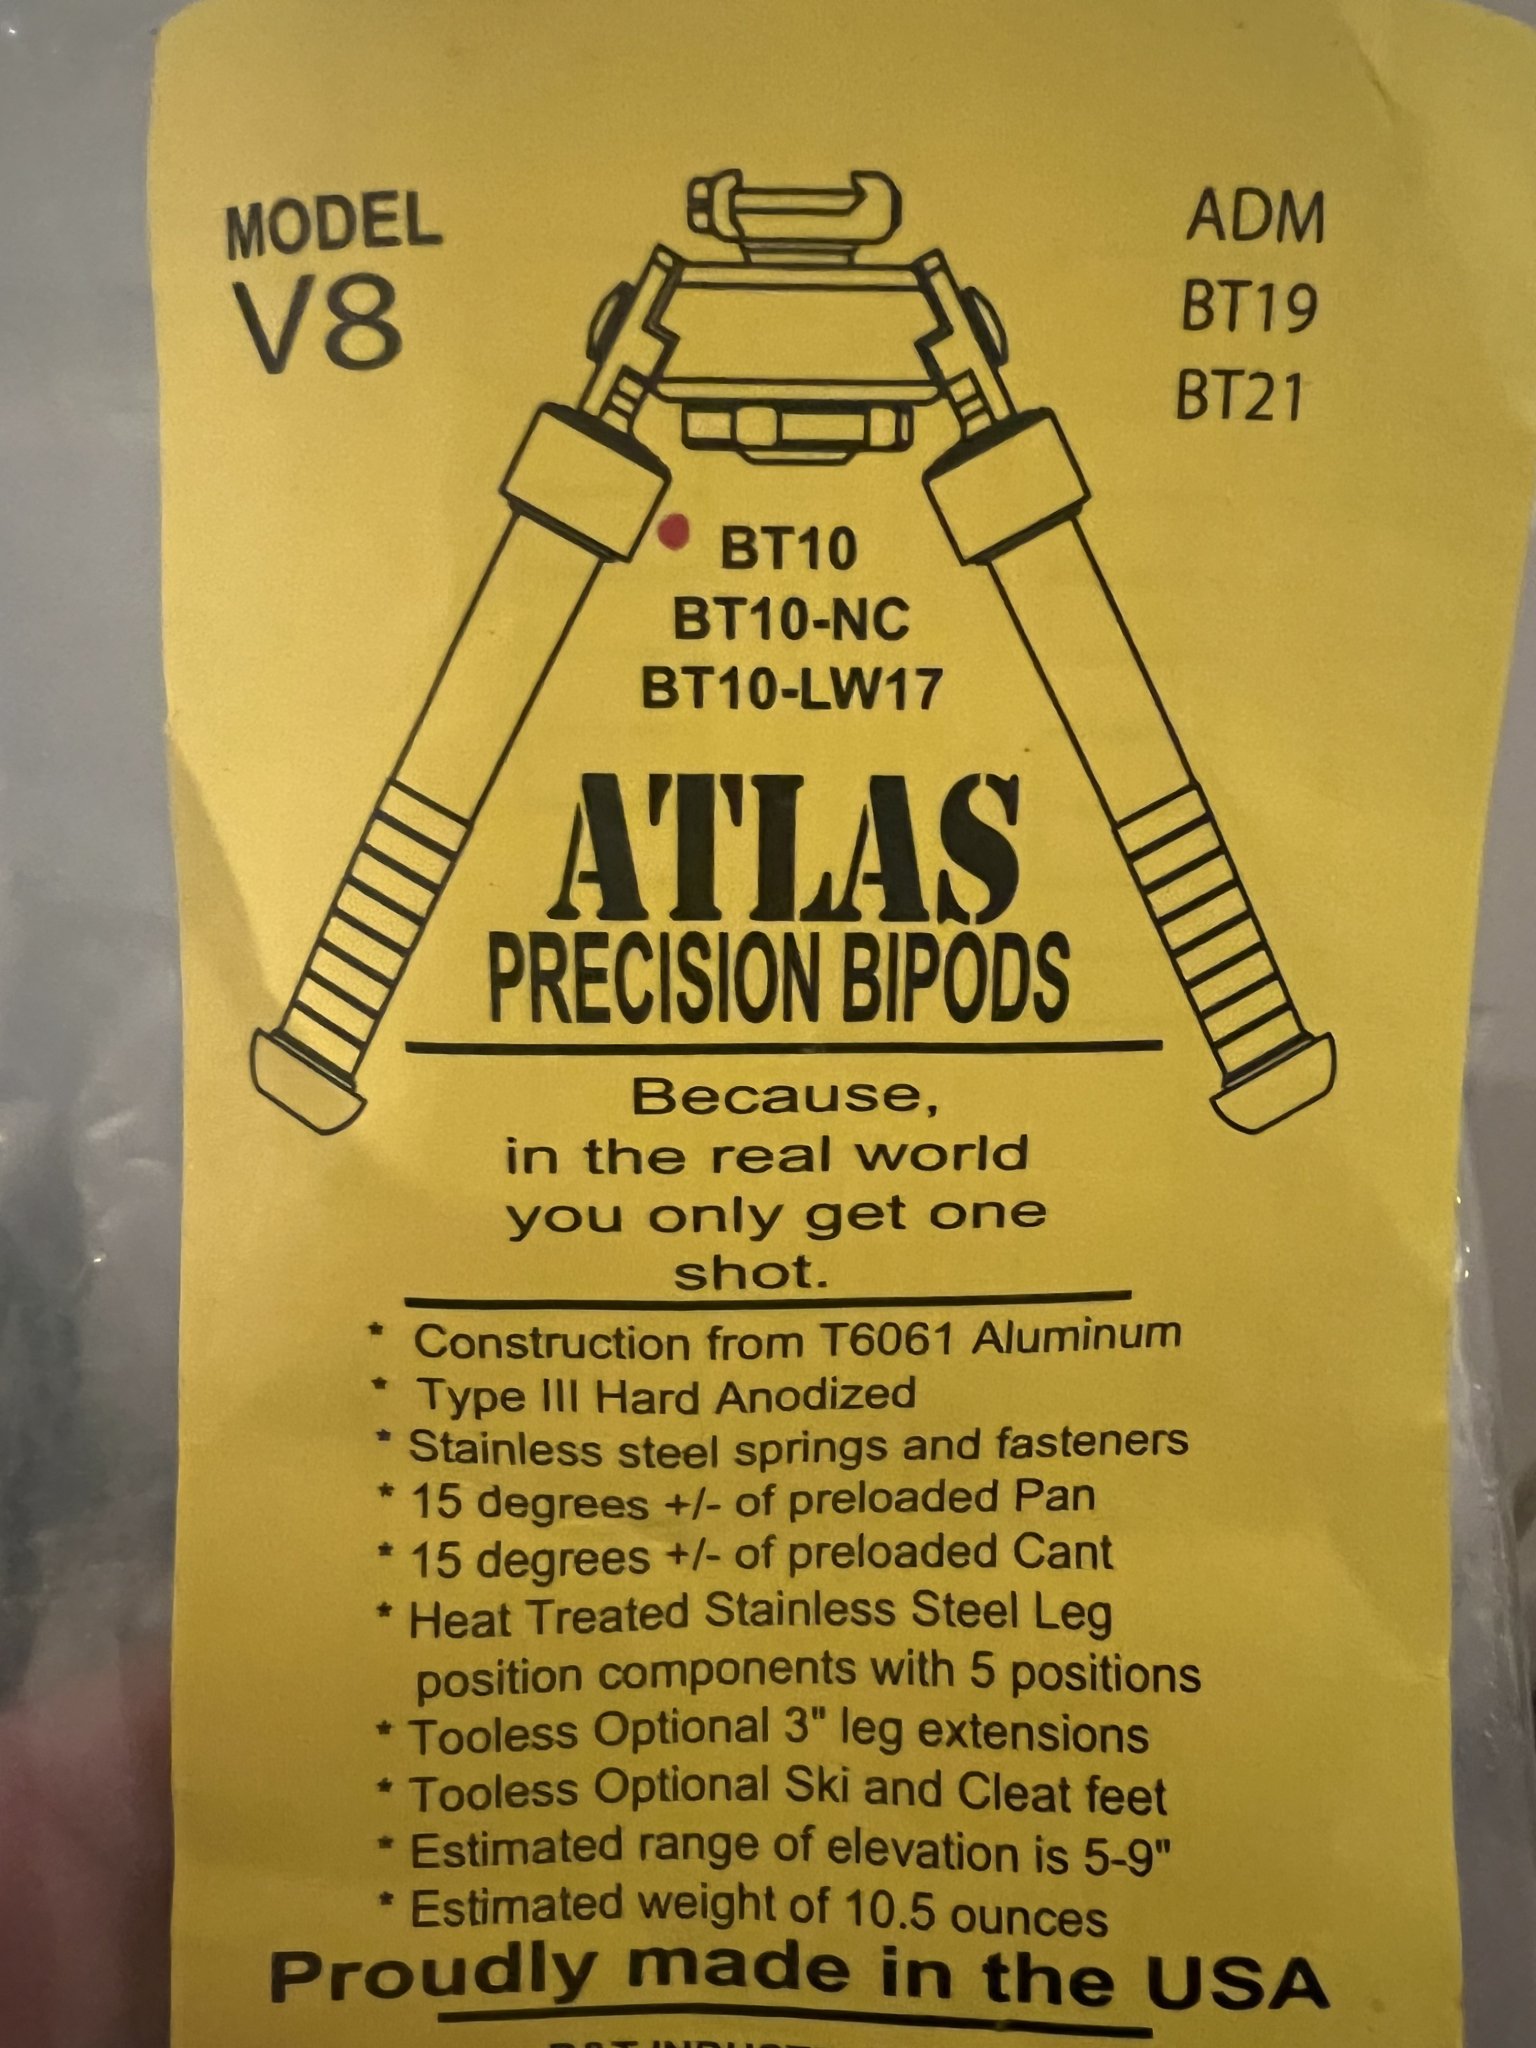 MODEL
V8
ADM
BT19
BT21
BT10
BT10-NC
BT10-LW17
ATLAS
PRECISION BIPODS
Because,
in the real world
you only get one
shot.
* Construction from T6061 Aluminum
* Type III Hard Anodized
* Stainless steel springs and fasteners
* 15 degrees +/- of preloaded Pan
* 15 degrees +/- of preloaded Cant
* Heat Treated Stainless Steel Leg
position components with 5 positions
* Tooless Optional 3" leg extensions
* Tooless Optional Ski and Cleat feet
* Estimated range of elevation is 5-9"
* Estimated weight of 10.5 ounces
Proudly made in the USA